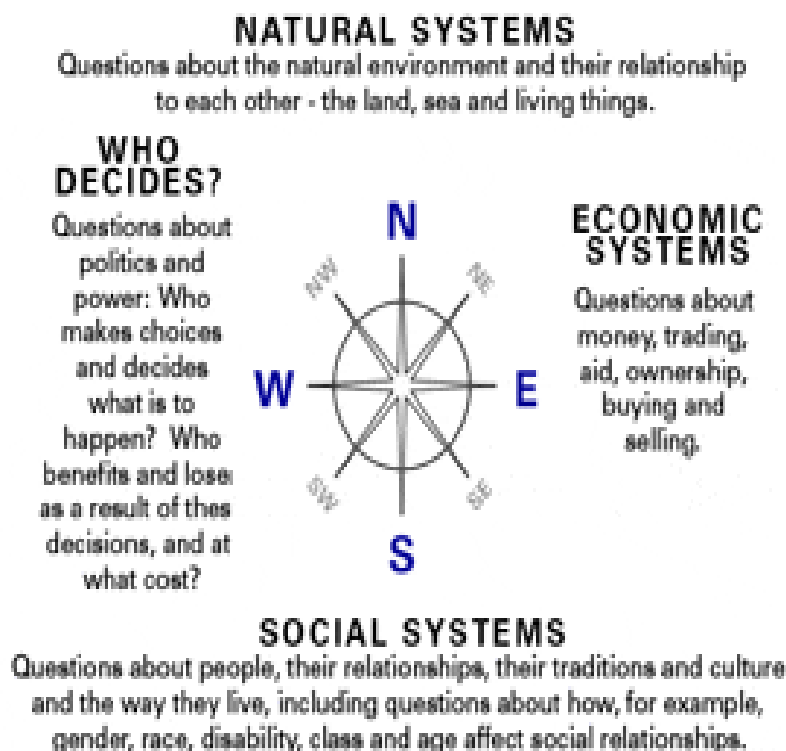 NATURAL SYSTEMS
Questions about the natural environment and their relationship
to each other - the land, sea and living things.
WHO
DECIDES?
Questions about
politics and
power: Who
makes choices
and decides
what is to
happen? Who
benefits and lose
as a result of thes
decisions, and at
what cost?
N
NW
NE
W
E
SW
SE
S
ECONOMIC
SYSTEMS
Questions about
money, trading,
aid, ownership,
buying and
selling.
SOCIAL SYSTEMS
Questions about people, their relationships, their traditions and culture
and the way they live, including questions about how, for example,
gender, race, disability, class and age affect social relationships.